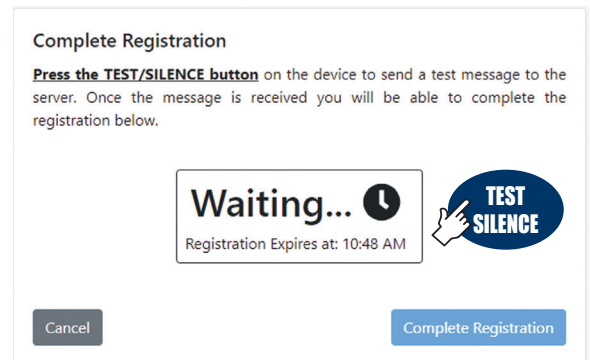 Complete Registration
Press the TEST/SILENCE button on the device to send a test message to the
server. Once the message is received you will be able to complete the
registration below.
Waiting...
Registration Expires at: 10:48 AM
TEST
SILENCE
Cancel
Complete Registration